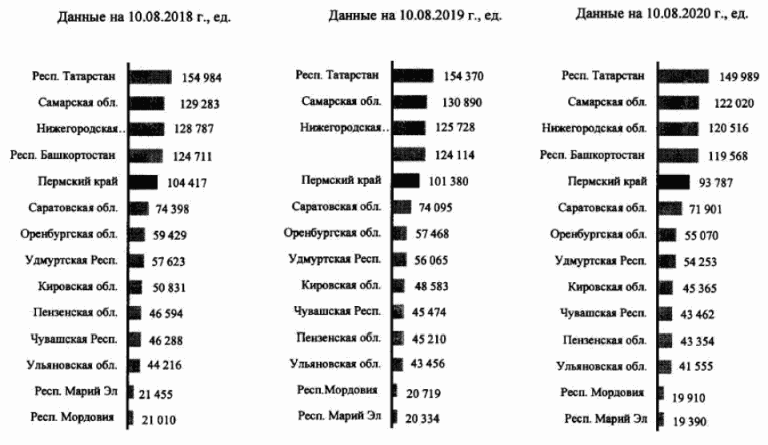 Данные на 10.08.2018 г., ед.
Респ. Татарстан 154 984
Самарская обл. 129 283
Нижегородская... 128 787
Респ. Башкортостан 124 711
Пермский край 104 417
Саратовская обл. 74 398
Оренбургская обл. 59 429
Удмуртская Респ. 57 623
Кировская обл. 50 831
Пензенская обл. 46 594
Чувашская Респ. 46 288
Ульяновская обл. 44 216
Респ. Марий Эл 21 455
Респ. Мордовия 21 010
Данные на 10.08.2019 г., ед.
Респ. Татарстан 154 370
Самарская обл. 130 890
Нижегородская... 125 728
124 114
Пермский край 101 380
Саратовская обл. 74 095
Оренбургская обл. 57 468
Удмуртская Респ. 56 065
Кировская обл. 48 583
Чувашская Респ. 45 474
Пензенская обл. 45 210
Ульяновская обл. 43 456
Респ.Мордовия 20 719
Респ. Марий Эл 20 334
Данные на 10.08.2020 г., ед.
Респ. Татарстан 149 989
Самарская обл. 122 020
Нижегородская обл. 120 516
Респ. Башкортостан 119 568
Пермский край 93 787
Саратовская обл. 71 901
Оренбургская обл. 55 070
Удмуртская Респ. 54 253
Кировская обл. 45 365
Чувашская Респ. 43 462
Пензенская обл. 43 354
Ульяновская обл. 41 555
Респ. Мордовия 19 910
Респ. Марий Эл 19 390